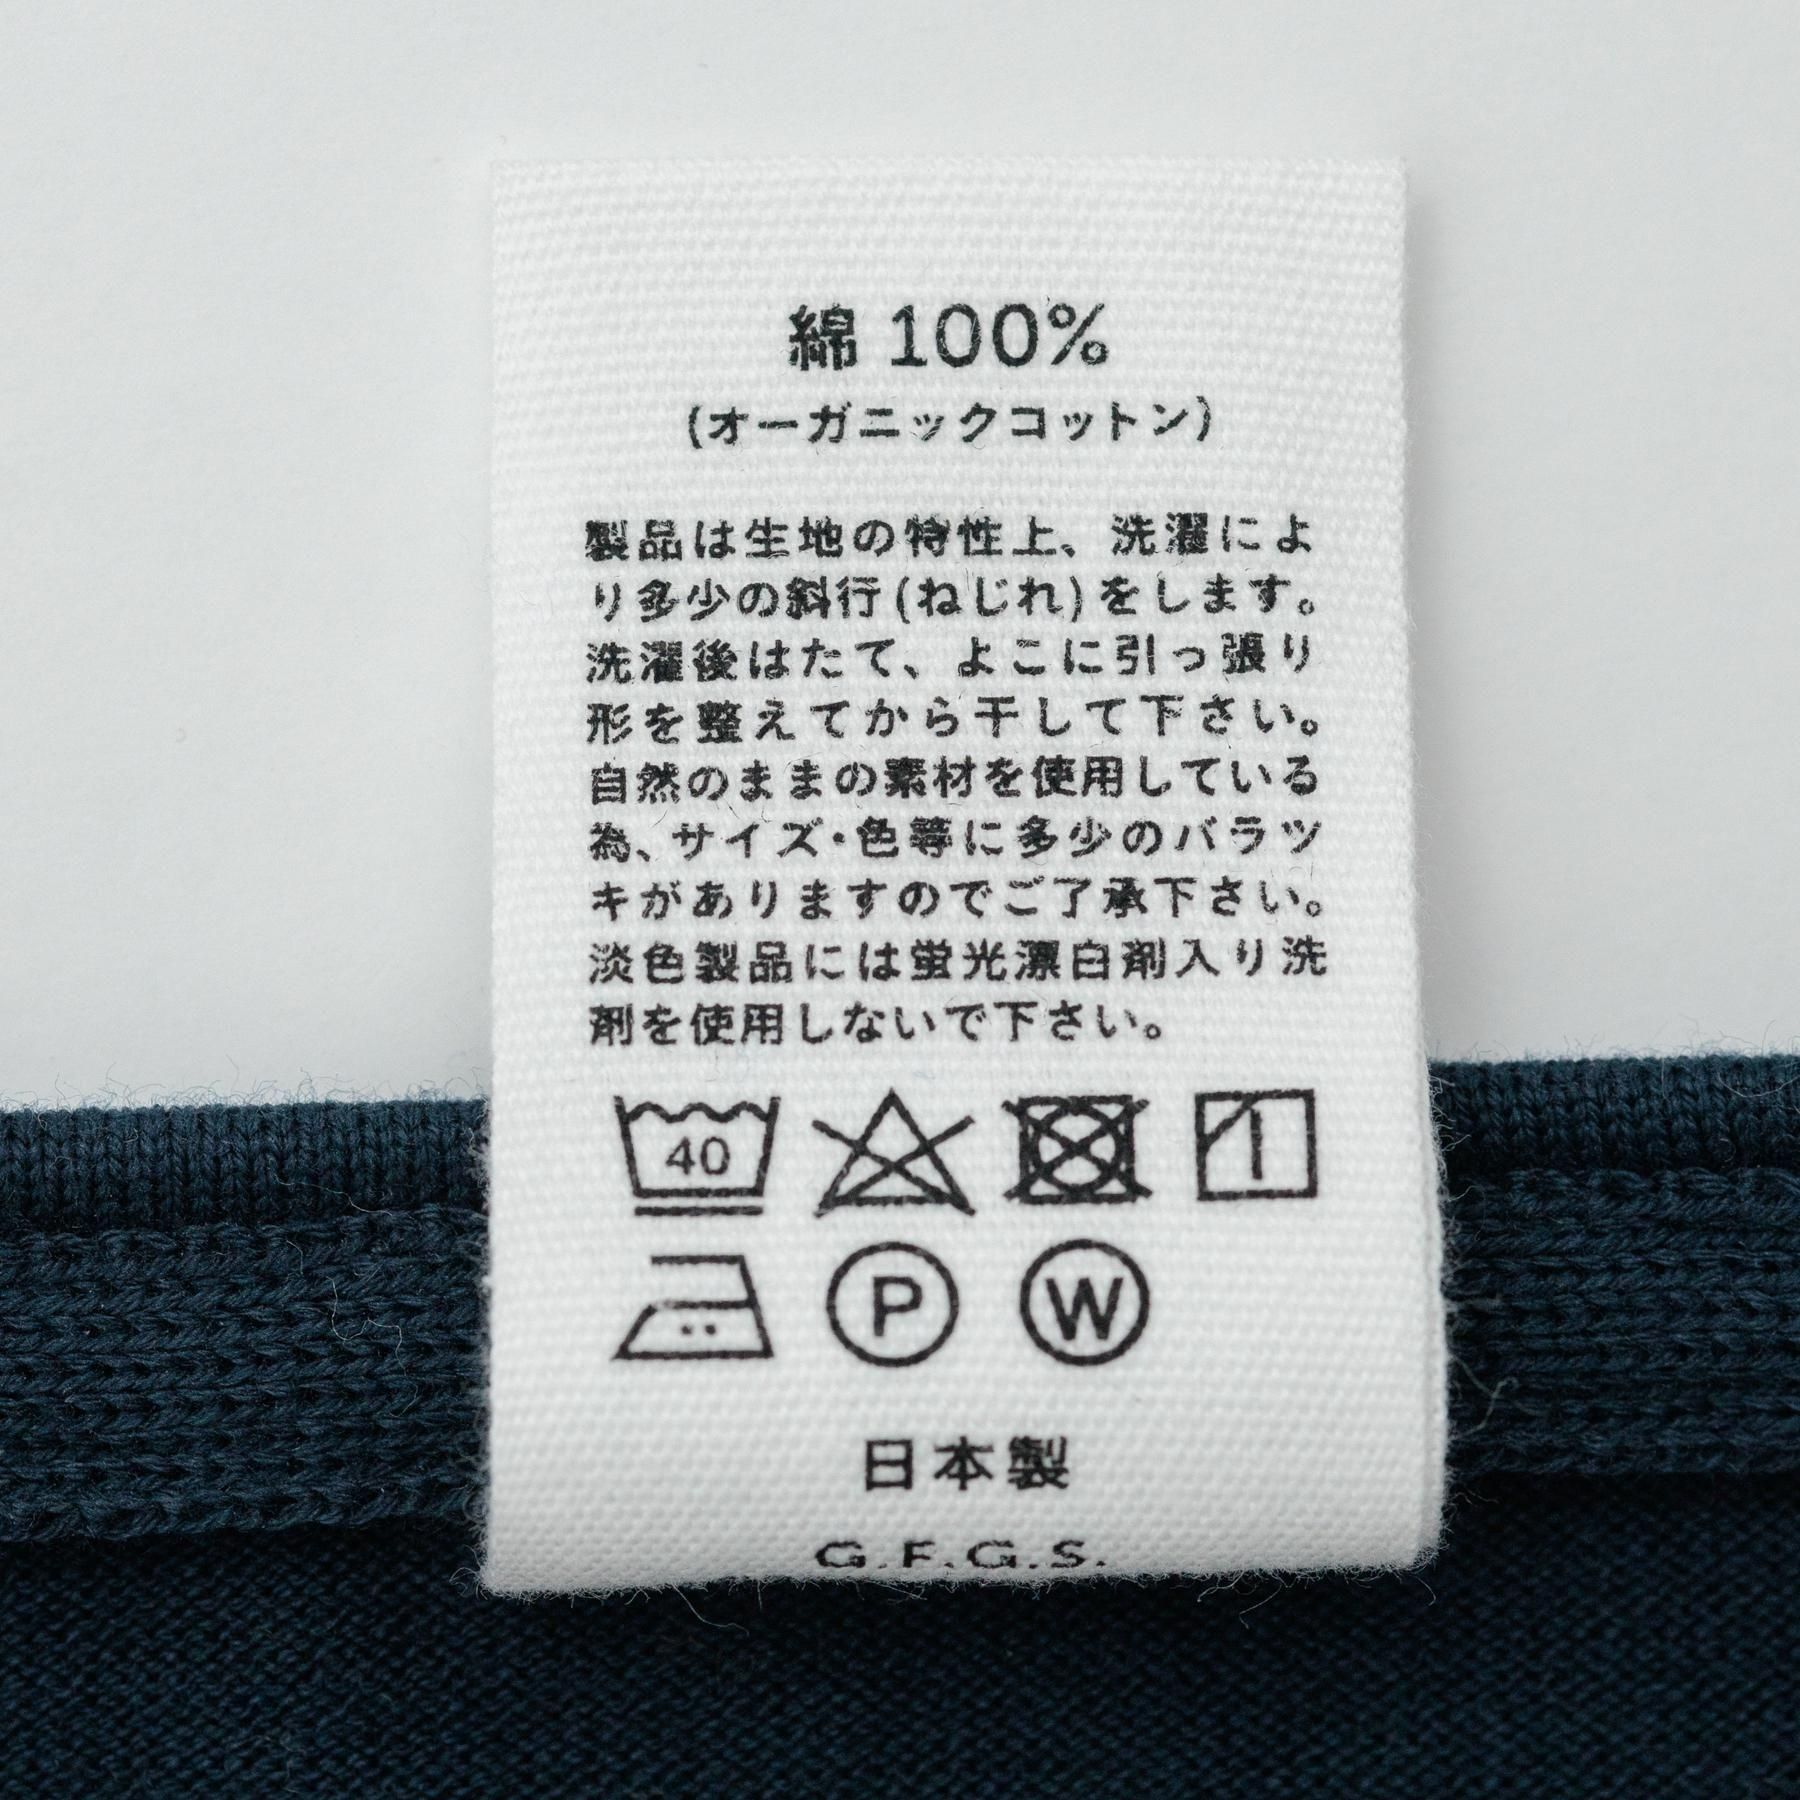 綿 100%
(オーガニックコットン)
製品は生地の特性上、洗濯によ
り多少の斜行(ねじれ)をします。
洗濯後はたて、よこに引っ張り
形を整えてから干して下さい。
自然のままの素材を使用している
為、サイズ・色等に多少のバラツ
キがありますのでご了承下さい。
淡色製品には蛍光漂白剤入り洗
剤を使用しないで下さい。
40
P W
日本製
G.F.G.S.